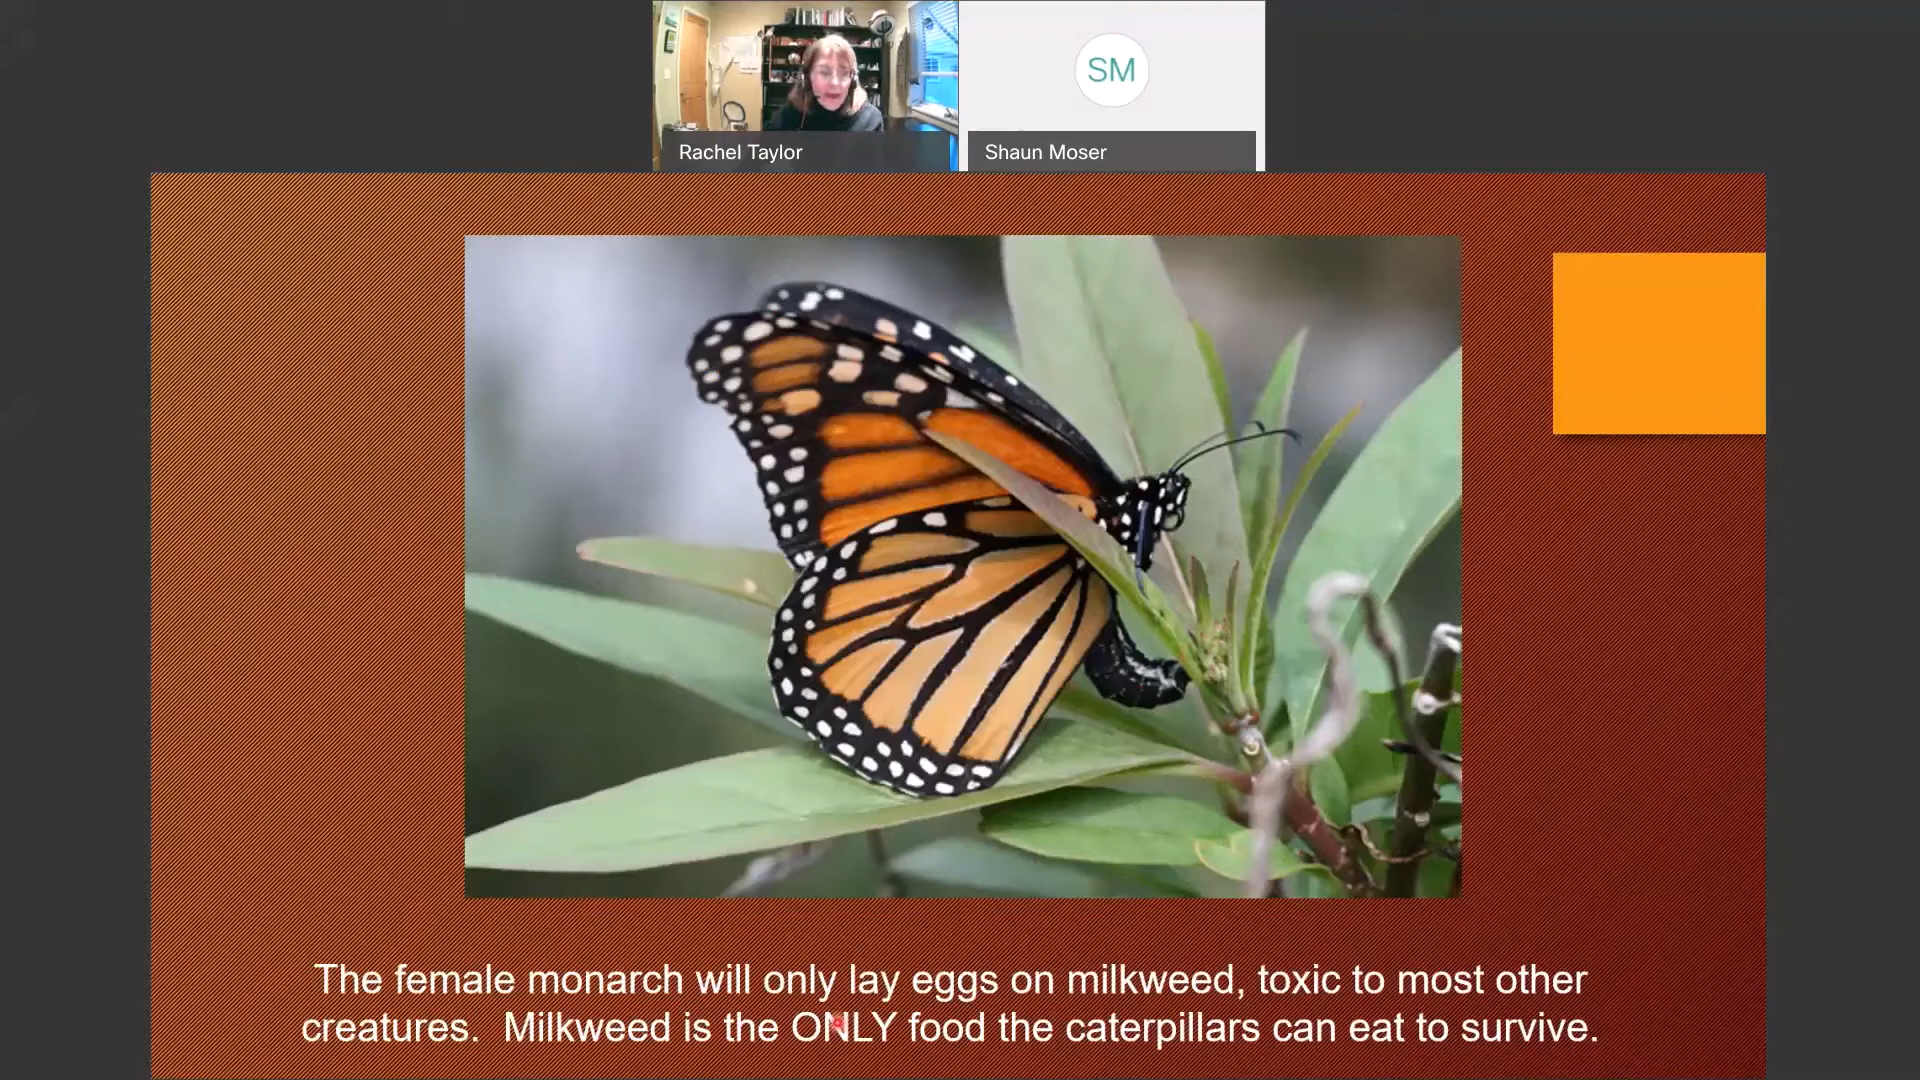 SM
Rachel Taylor
Shaun Moser
The female monarch will only lay eggs on milkweed, toxic to most other
creatures.  Milkweed is the ONLY food the caterpillars can eat to survive.